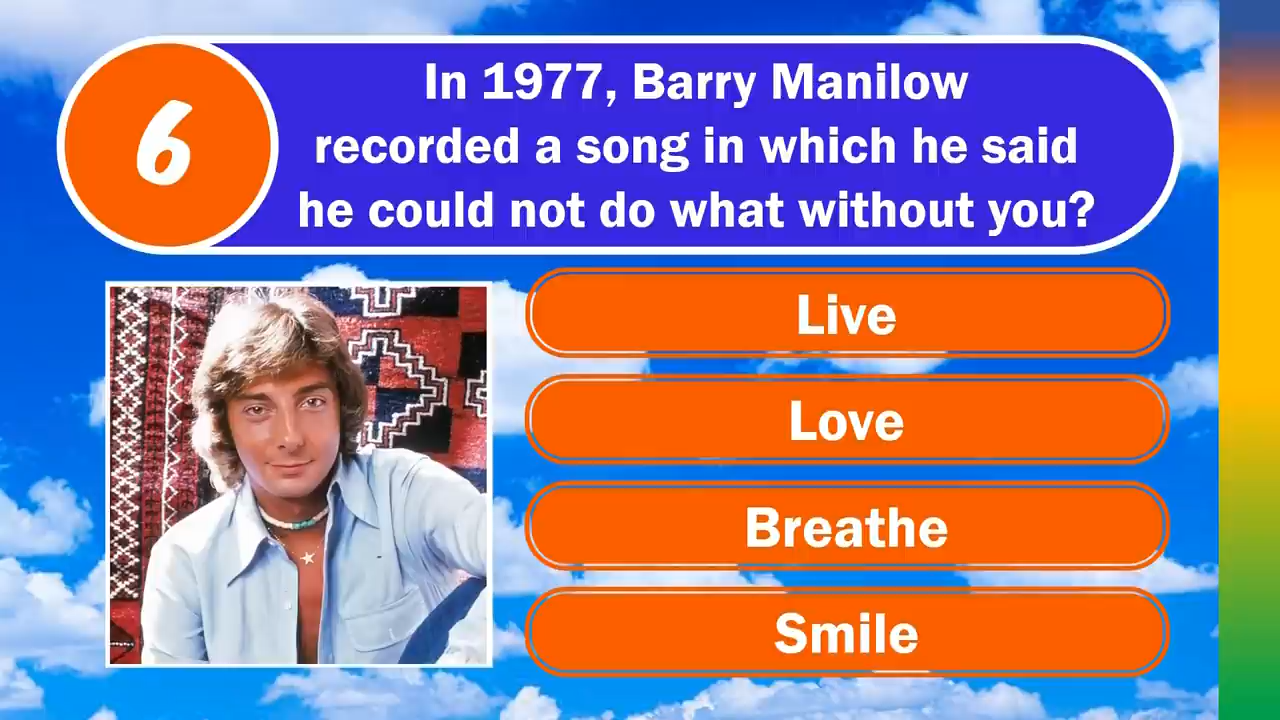 6
In 1977, Barry Manilow
recorded a song in which he said
he could not do what without you?
Live
Love
Breathe
Smile